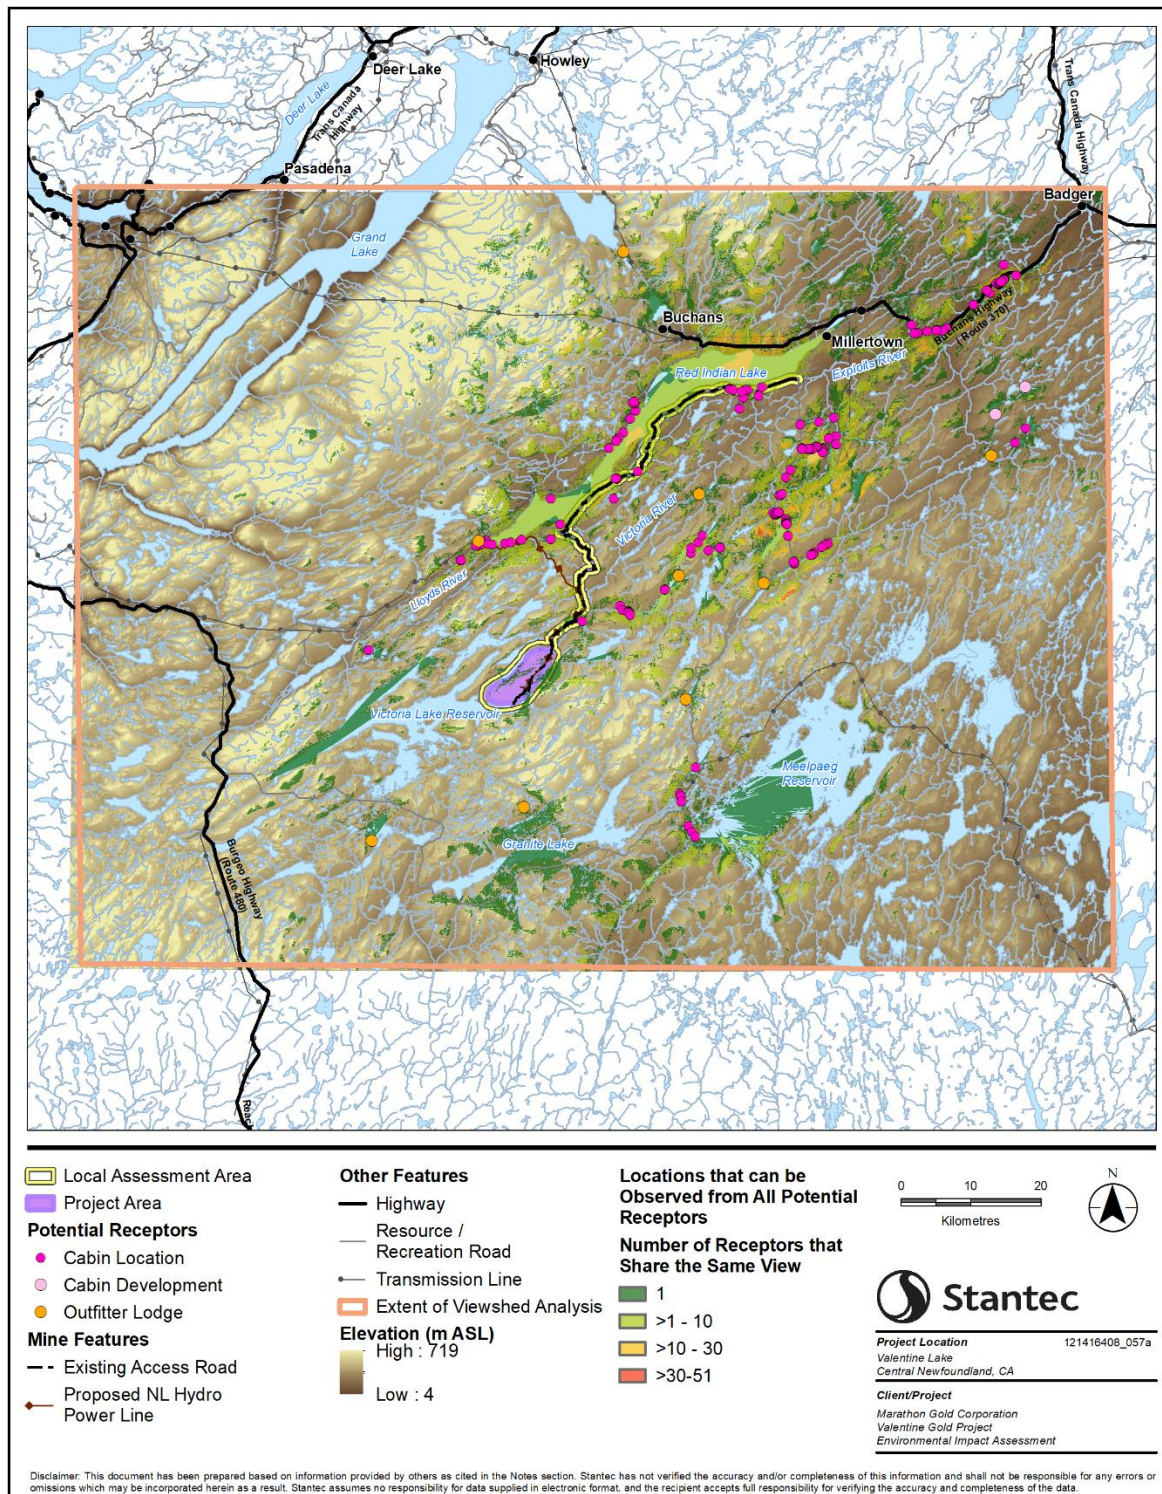 Deer Lake
Howley
Deer Lake
Trans Canada
Highway
Trans Canada Highway
Pasadena
Badger
Grand
Lake
Buchans
Millertown
Buchans Highway
(Route 370)
Red Indian Lake
Exploits River
Victoria River
Lloyds River
Victoria Lake Reservoir
Meelpaeg
Reservoir
Granite Lake
Burgeo Highway
(Route 480)
Reac
Local Assessment Area
Project Area
Potential Receptors
Cabin Location
Cabin Development
Outfitter Lodge
Mine Features
Existing Access Road
Proposed NL Hydro
Power Line
Other Features
Highway
Resource /
Recreation Road
Transmission Line
Extent of Viewshed Analysis
Elevation (m ASL)
High : 719
Low : 4
Locations that can be
Observed from All Potential
Receptors
Number of Receptors that
Share the Same View
1
>1 - 10
>10 - 30
>30-51
0 10 20
Kilometres
N
Stantec
Project Location 121416408_057a
Valentine Lake
Central Newfoundland, CA
Client/Project
Marathon Gold Corporation
Valentine Gold Project
Environmental Impact Assessment
Disclaimer: This document has been prepared based on information provided by others as cited in the Notes section. Stantec has not verified the accuracy and/or completeness of this information and shall not be responsible for any errors or
omissions which may be incorporated herein as a result. Stantec assumes no responsibility for data supplied in electronic format, and the recipient accepts full responsibility for verifying the accuracy and completeness of the data.